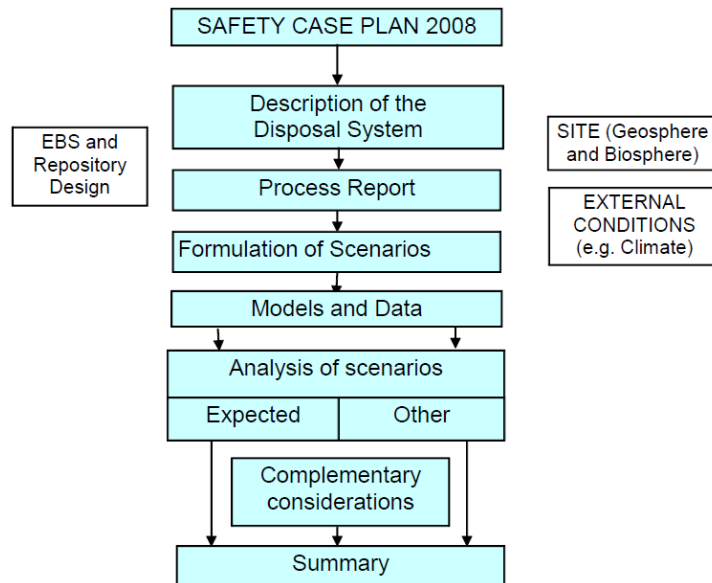 SAFETY CASE PLAN 2008
Description of the
Disposal System
EBS and
Repository
Design
SITE (Geosphere
and Biosphere)
Process Report
EXTERNAL
CONDITIONS
(e.g. Climate)
Formulation of Scenarios
Models and Data
Analysis of scenarios
Expected
Other
Complementary
considerations
Summary